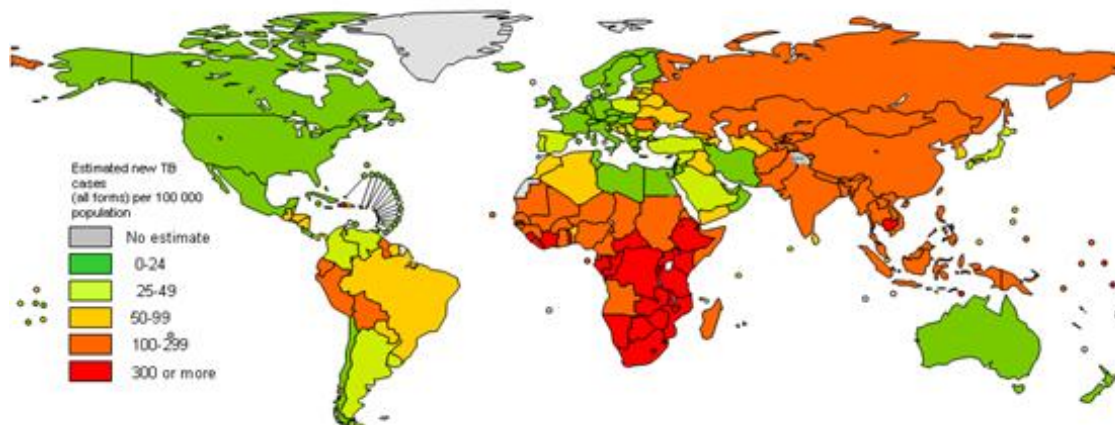 Estimated new TB
cases
(all forms) per 100 000
population
No estimate
0-24
25-49
50-99
100-299
300 or more